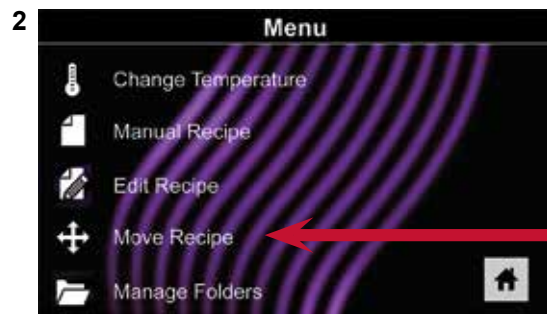 2
Menu
Change Temperature
Manual Recipe
Edit Recipe
Move Recipe
Manage Folders